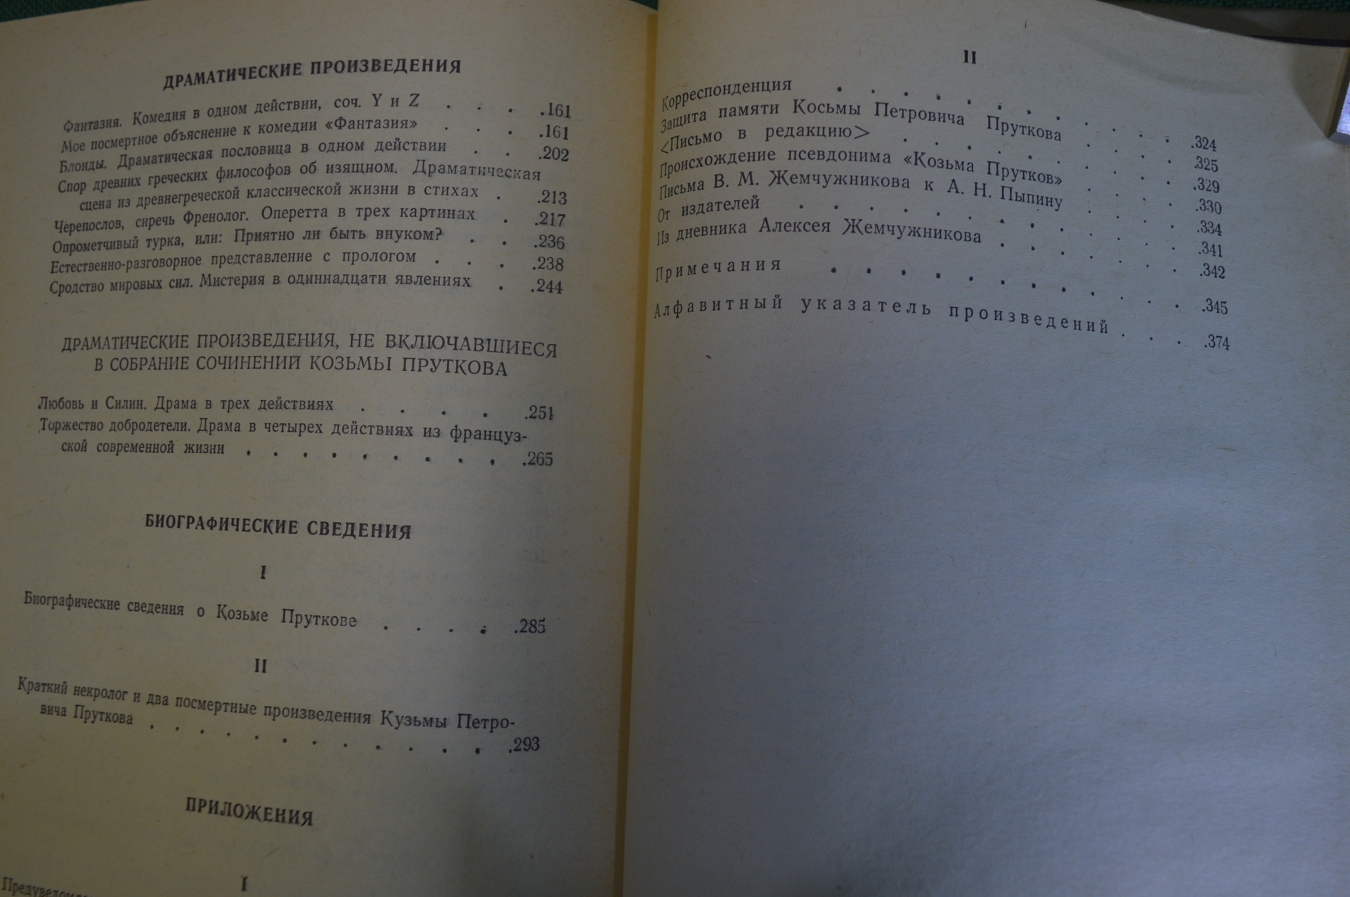 ДРАМАТИЧЕСКИЕ ПРОИЗВЕДЕНИЯ
Фантазия. Комедия в одном действии, соч. Y и Z . . . .161
Мое посмертное объяснение к комедии «Фантазия» . . . .161
Блонды. Драматическая пословица в одном действии . . .202
Спор древних греческих философов об изящном. Драматическая
сцена из древнегреческой классической жизни в стихах . .213
Черепослов, сиречь Френолог. Оперетта в трех картинах . .217
Опрометчивый турка, или: Приятно ли быть внуком? . . .236
Естественно-разговорное представление с прологом . . . .238
Сродство мировых сил. Мистерия в одиннадцати явлениях . .244
ДРАМАТИЧЕСКИЕ ПРОИЗВЕДЕНИЯ, НЕ ВКЛЮЧАВШИЕСЯ
В СОБРАНИЕ СОЧИНЕНИЙ КОЗЬМЫ ПРУТКОВА
Любовь и Силин. Драма в трех действиях . . . . .251
Торжество добродетели. Драма в четырех действиях из француз-
ской современной жизни . . . . . . . . . .265
БИОГРАФИЧЕСКИЕ СВЕДЕНИЯ
I
Биографические сведения о Козьме Пруткове . . . . .285
II
Краткий некролог и два посмертные произведения Кузьмы Петро-
вича Пруткова . . . . . . . . . . . . . .293
ПРИЛОЖЕНИЯ
I
II
Корреспонденция . . . . . . . . . . . .324
Защита памяти Косьмы Петровича Пруткова . . . .325
<Письмо в редакцию> . . . . . . . . . .329
Происхождение псевдонима «Козьма Прутков» . . . .330
Письма В. М. Жемчужникова к А. Н. Пыпину . . . .334
От издателей . . . . . . . . . . . .341
Из дневника Алексея Жемчужникова . . . . . .342
Примечания . . . . . . . . . . . .345
Алфавитный указатель произведений . . . .374